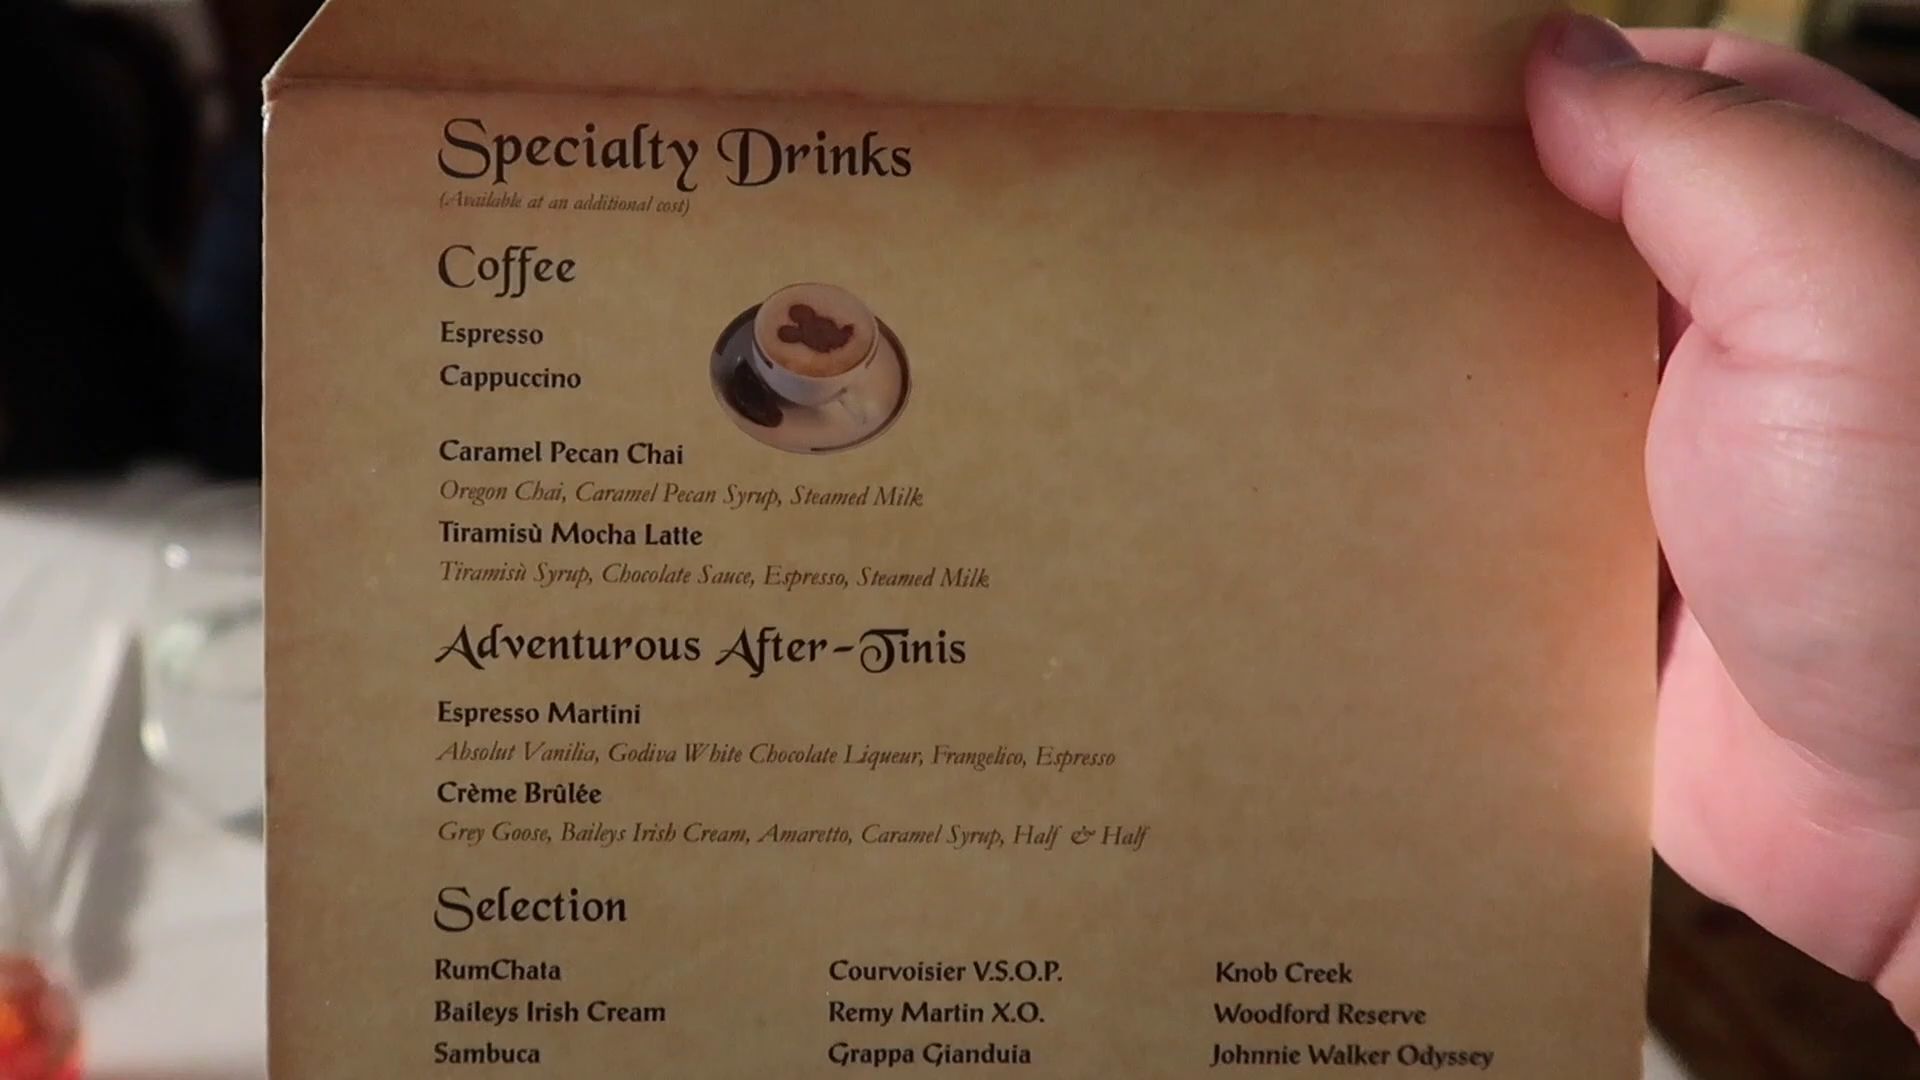 Specialty Drinks
(Available at an additional cost)
Coffee
Espresso
Cappuccino
Caramel Pecan Chai
Oregon Chai, Caramel Pecan Syrup, Steamed Milk
Tiramisù Mocha Latte
Tiramisù Syrup, Chocolate Sauce, Espresso, Steamed Milk
Adventurous After-Tinis
Espresso Martini
Absolut Vanilia, Godiva White Chocolate Liqueur, Frangelico, Espresso
Crème Brûlée
Grey Goose, Baileys Irish Cream, Amaretto, Caramel Syrup, Half & Half
Selection
RumChata Courvoisier V.S.O.P. Knob Creek
Baileys Irish Cream Remy Martin X.O. Woodford Reserve
Sambuca Grappa Gianduia Johnnie Walker Odyssey